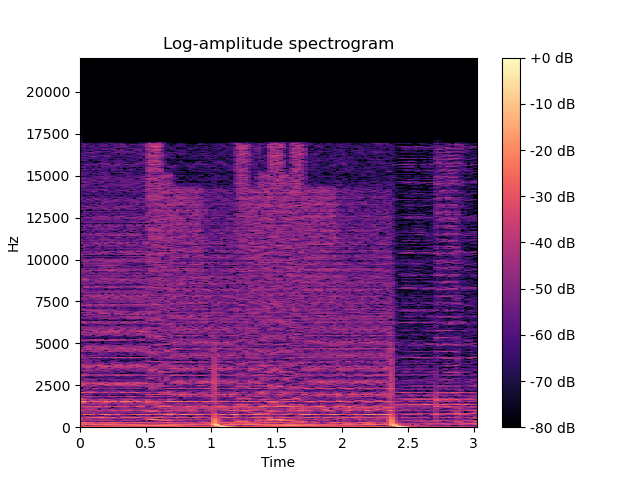 Log-amplitude spectrogram
Hz
20000
17500
15000
12500
10000
7500
5000
2500
0
0 0.5 1 1.5 2 2.5 3
Time
+0 dB
-10 dB
-20 dB
-30 dB
-40 dB
-50 dB
-60 dB
-70 dB
-80 dB